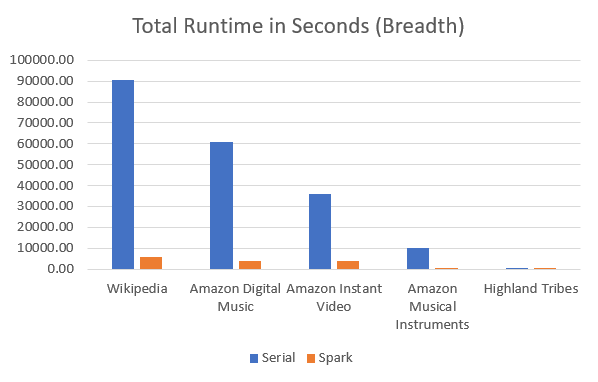 Total Runtime in Seconds (Breadth)
100000.00
90000.00
80000.00
70000.00
60000.00
50000.00
40000.00
30000.00
20000.00
10000.00
0.00
Wikipedia
Amazon Digital
Music
Amazon Instant
Video
Amazon
Musical
Instruments
Highland Tribes
Serial
Spark